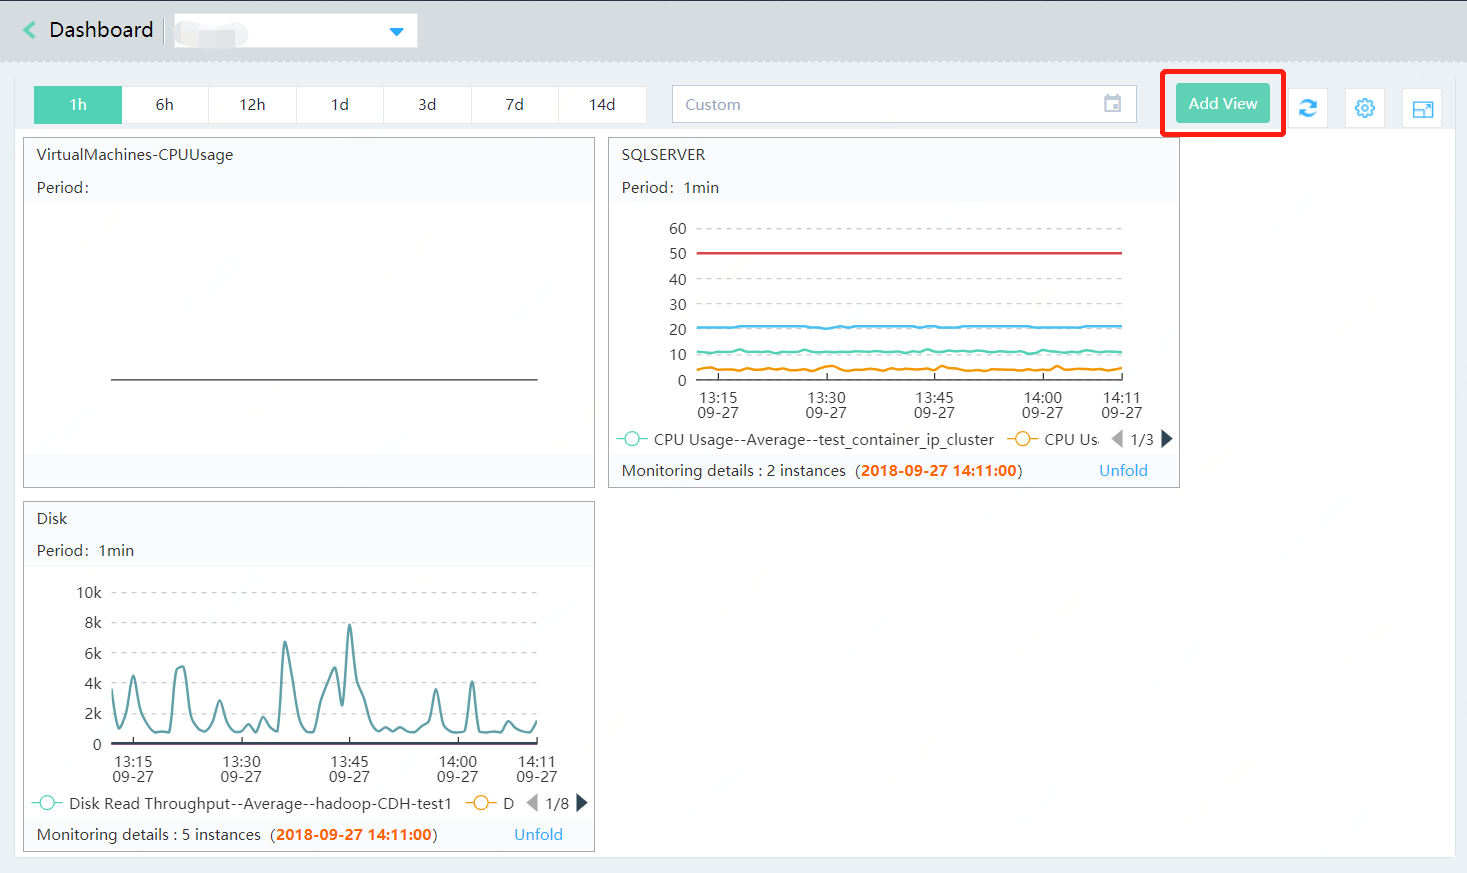 Dashboard
1h 6h 12h 1d 3d 7d 14d Custom Add View
VirtualMachines-CPUUsage
Period:
SQLSERVER
Period: 1min
60
50
40
30
20
10
0
13:15 13:30 13:45 14:00 14:11
09-27 09-27 09-27 09-27 09-27
CPU Usage--Average--test_container_ip_cluster CPU Us 1/3
Monitoring details : 2 instances (2018-09-27 14:11:00) Unfold
Disk
Period: 1min
10k
8k
6k
4k
2k
0
13:15 13:30 13:45 14:00 14:11
09-27 09-27 09-27 09-27 09-27
Disk Read Throughput--Average--hadoop-CDH-test1 D 1/8
Monitoring details : 5 instances (2018-09-27 14:11:00) Unfold